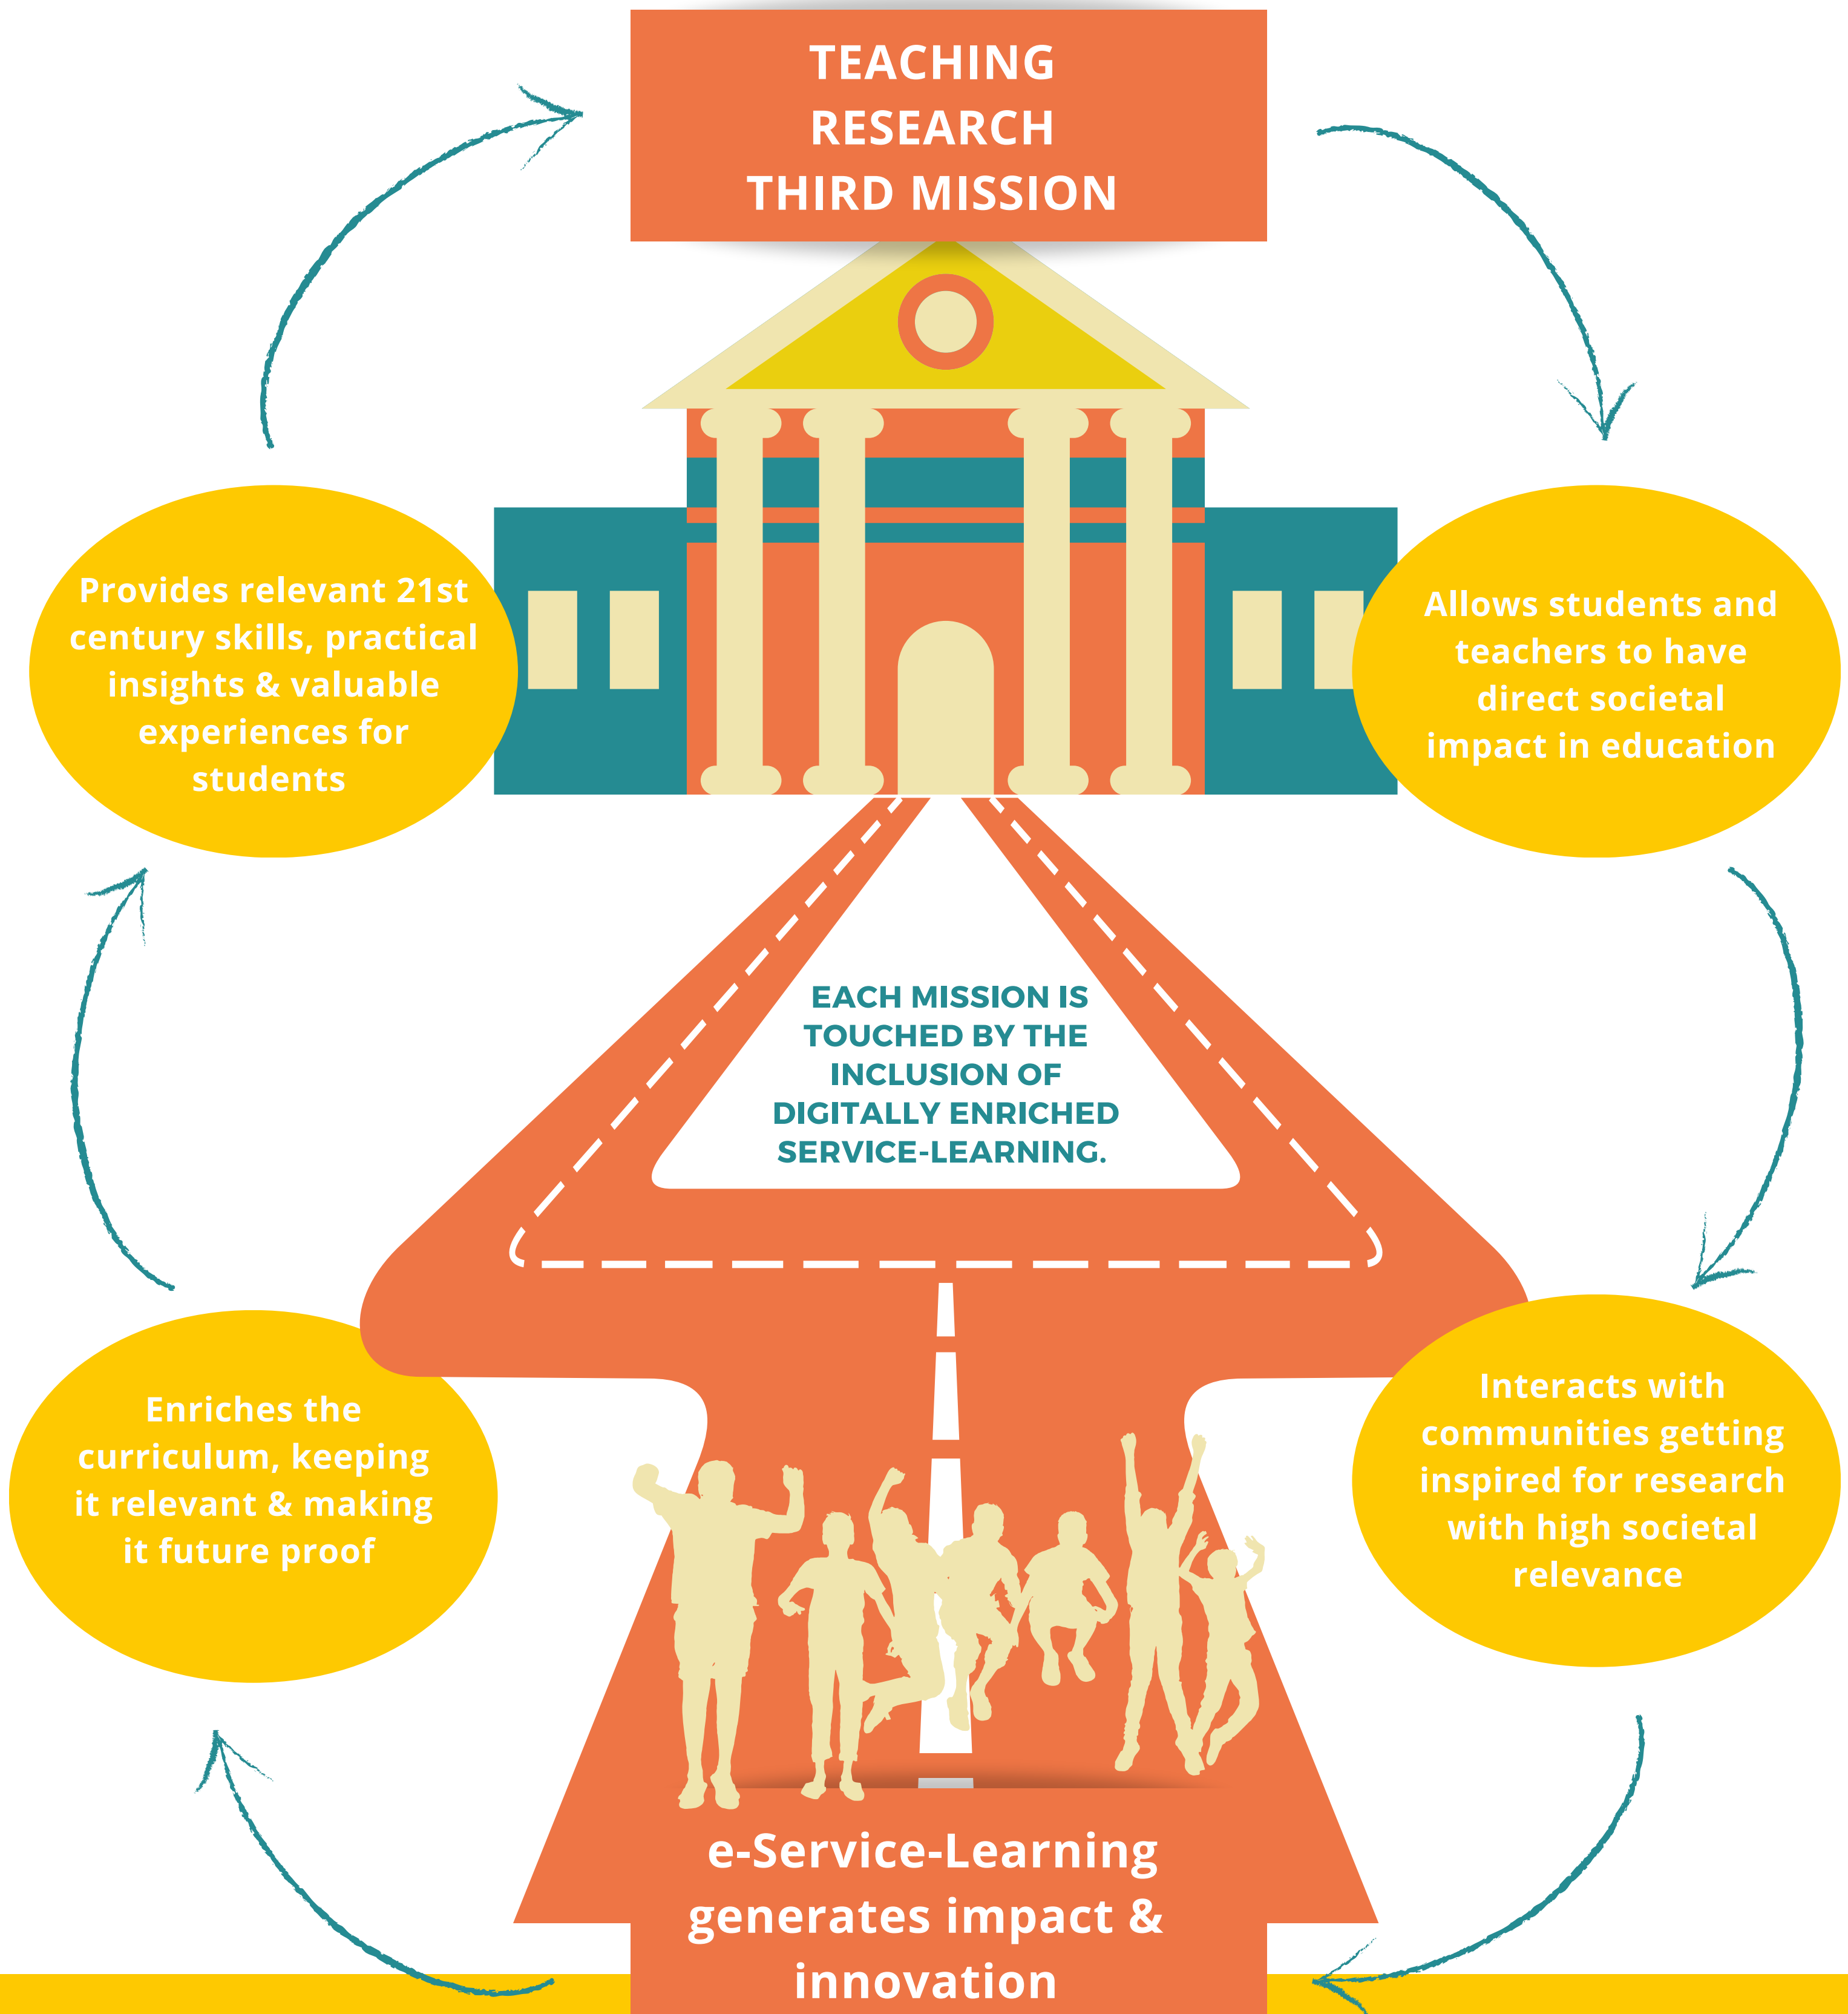 TEACHING
RESEARCH
THIRD MISSION
Provides relevant 21st
century skills, practical
insights & valuable
experiences for
students
Allows students and
teachers to have
direct societal
impact in education
EACH MISSION IS
TOUCHED BY THE
INCLUSION OF
DIGITALLY ENRICHED
SERVICE-LEARNING.
Enriches the
curriculum, keeping
it relevant & making
it future proof
Interacts with
communities getting
inspired for research
with high societal
relevance
e-Service-Learning
generates impact &
innovation